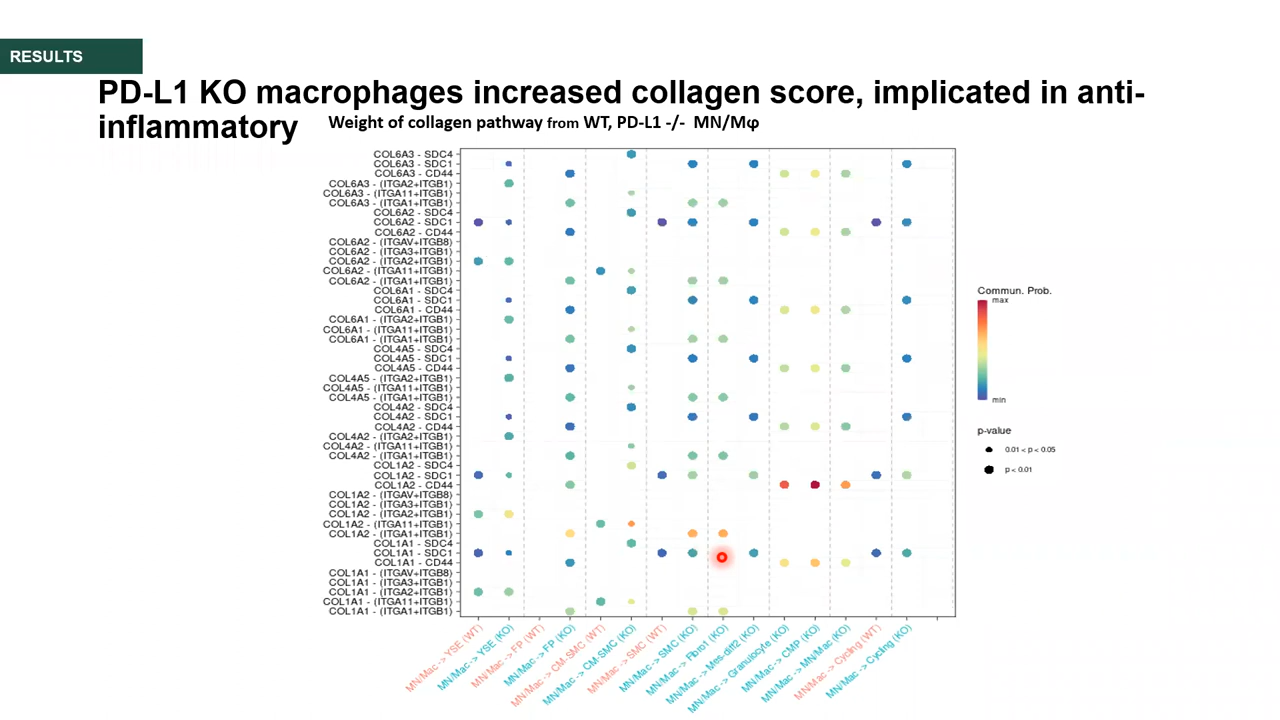 RESULTS
PD-L1 KO macrophages increased collagen score, implicated in anti-
inflammatory
Weight of collagen pathway from WT, PD-L1 -/- MN/Mφ
COL6A3 - SDC4
COL6A3 - SDC1
COL6A3 - CD44
COL6A3 - (ITGA2+ITGB1)
COL6A3 - (ITGA11+ITGB1)
COL6A3 - (ITGA1+ITGB1)
COL6A2 - SDC4
COL6A2 - SDC1
COL6A2 - CD44
COL6A2 - (ITGAV+ITGB8)
COL6A2 - (ITGA3+ITGB1)
COL6A2 - (ITGA2+ITGB1)
COL6A2 - (ITGA11+ITGB1)
COL6A2 - (ITGA1+ITGB1)
COL6A1 - SDC4
COL6A1 - SDC1
COL6A1 - CD44
COL6A1 - (ITGA2+ITGB1)
COL6A1 - (ITGA11+ITGB1)
COL6A1 - (ITGA1+ITGB1)
COL4A5 - SDC4
COL4A5 - SDC1
COL4A5 - CD44
COL4A5 - (ITGA2+ITGB1)
COL4A5 - (ITGA11+ITGB1)
COL4A5 - (ITGA1+ITGB1)
COL4A2 - SDC4
COL4A2 - SDC1
COL4A2 - CD44
COL4A2 - (ITGA2+ITGB1)
COL4A2 - (ITGA11+ITGB1)
COL4A2 - (ITGA1+ITGB1)
COL1A2 - SDC4
COL1A2 - SDC1
COL1A2 - CD44
COL1A2 - (ITGAV+ITGB8)
COL1A2 - (ITGA3+ITGB1)
COL1A2 - (ITGA2+ITGB1)
COL1A2 - (ITGA11+ITGB1)
COL1A2 - (ITGA1+ITGB1)
COL1A1 - SDC4
COL1A1 - SDC1
COL1A1 - CD44
COL1A1 - (ITGAV+ITGB8)
COL1A1 - (ITGA3+ITGB1)
COL1A1 - (ITGA2+ITGB1)
COL1A1 - (ITGA11+ITGB1)
COL1A1 - (ITGA1+ITGB1)
MN/Mac -> YSE (WT)
MN/Mac -> YSE (KO)
MN/Mac -> FP (WT)
MN/Mac -> FP (KO)
MN/Mac -> CM-SMC (WT)
MN/Mac -> CM-SMC (KO)
MN/Mac -> SMC (WT)
MN/Mac -> SMC (KO)
MN/Mac -> Fibro1 (KO)
MN/Mac -> Mes-diff2 (KO)
MN/Mac -> Granulocyte (KO)
MN/Mac -> CMP (KO)
MN/Mac -> MN/Mac (KO)
MN/Mac -> Cycling (WT)
MN/Mac -> Cycling (KO)
Commun. Prob.
max
min
p-value
0.01 < p < 0.05
p < 0.01